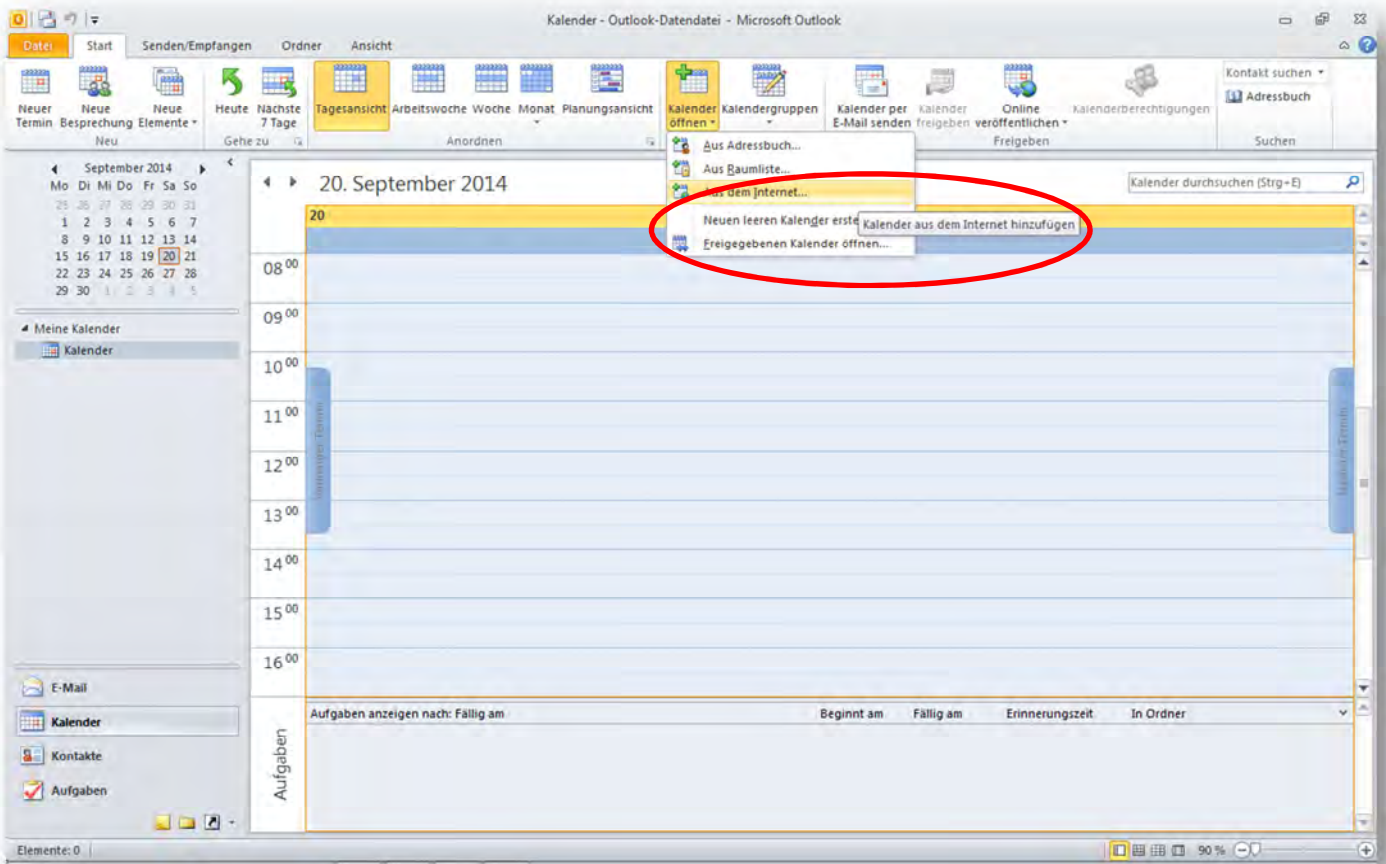 Kalender - Outlook-Datendatei - Microsoft Outlook
Datei Start Senden/Empfangen Ordner Ansicht
Neuer Termin
Neue Besprechung
Neue Elemente
Neu
Heute
Nächste 7 Tage
Gehe zu
Tagesansicht
Arbeitswoche
Woche
Monat
Planungsansicht
Anordnen
Kalender öffnen
Kalendergruppen
Kalender per E-Mail senden
Kalender freigeben
Online veröffentlichen
Kalenderberechtigungen
Freigeben
Kontakt suchen
Adressbuch
Suchen
Aus Adressbuch...
Aus Raumliste...
Aus dem Internet...
Neuen leeren Kalender erste
Kalender aus dem Internet hinzufügen
Freigegebenen Kalender öffnen...
September 2014
Mo Di Mi Do Fr Sa So
25 26 27 28 29 30 31
1 2 3 4 5 6 7
8 9 10 11 12 13 14
15 16 17 18 19 20 21
22 23 24 25 26 27 28
29 30 1 2 3 4 5
Meine Kalender
Kalender
20. September 2014
Kalender durchsuchen (Strg+E)
20
08 00
09 00
10 00
11 00
12 00
13 00
14 00
15 00
16 00
Vorheriger Termin
Nächster Termin
E-Mail
Kalender
Kontakte
Aufgaben
Aufgaben
Aufgaben anzeigen nach: Fällig am
Beginnt am
Fällig am
Erinnerungszeit
In Ordner
Elemente: 0
90 %